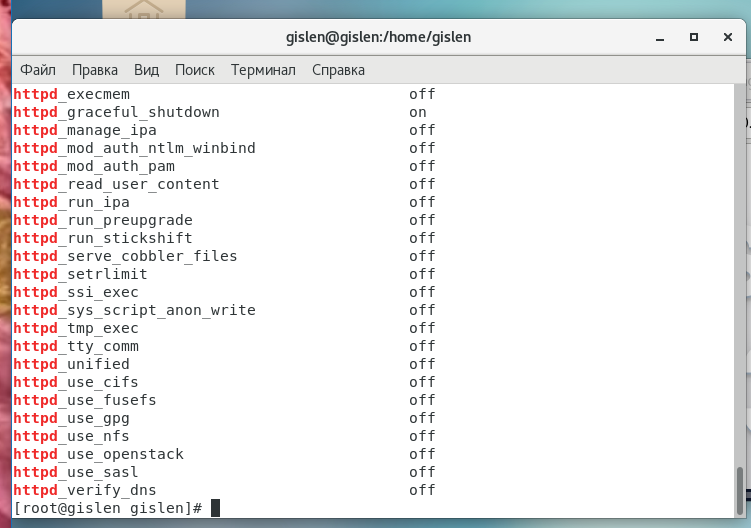 gislen@gislen:/home/gislen
Файл Правка Вид Поиск Терминал Справка
httpd_execmem off
httpd_graceful_shutdown on
httpd_manage_ipa off
httpd_mod_auth_ntlm_winbind off
httpd_mod_auth_pam off
httpd_read_user_content off
httpd_run_ipa off
httpd_run_preupgrade off
httpd_run_stickshift off
httpd_serve_cobbler_files off
httpd_setrlimit off
httpd_ssi_exec off
httpd_sys_script_anon_write off
httpd_tmp_exec off
httpd_tty_comm off
httpd_unified off
httpd_use_cifs off
httpd_use_fusefs off
httpd_use_gpg off
httpd_use_nfs off
httpd_use_openstack off
httpd_use_sasl off
httpd_verify_dns off
[root@gislen gislen]#